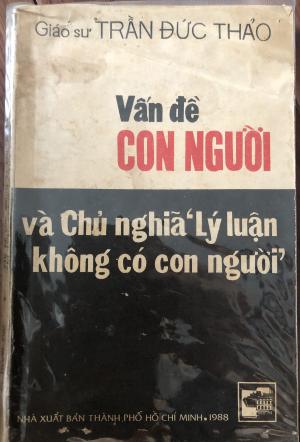 Giáo sư TRẦN ĐỨC THẢO
Vấn đề
CON NGƯỜI
và Chủ nghĩa ‘Lý luận
không có con người’
NHÀ XUẤT BẢN THÀNH PHỐ HỒ CHÍ MINH • 1988